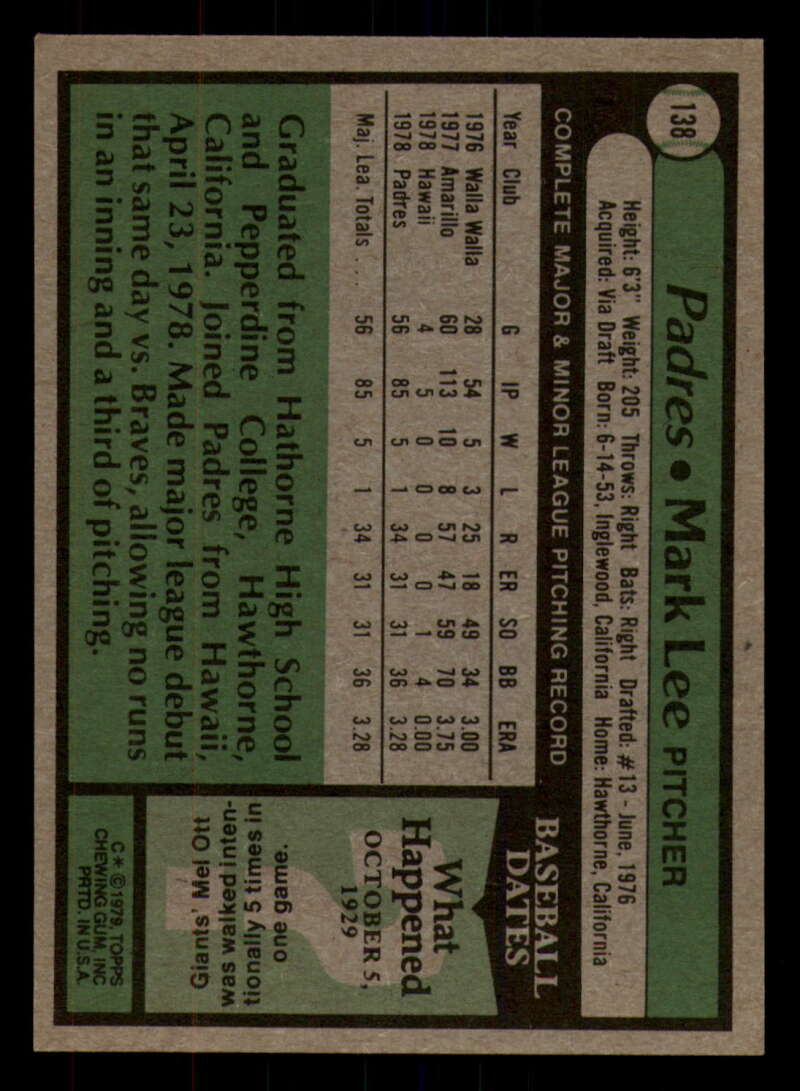 138
Padres • Mark Lee PITCHER
Height: 6'3" Weight: 205 Throws: Right Bats: Right Drafted: #13 - June, 1976
Acquired: Via Draft Born: 6-14-53, Inglewood, California Home: Hawthorne, California
COMPLETE MAJOR & MINOR LEAGUE PITCHING RECORD
Year Club G IP W L R ER SO BB ERA
1976 Walla Walla 28 54 5 3 25 18 49 34 3.00
1977 Amarillo 60 113 10 8 57 47 59 70 3.75
1978 Hawaii 4 5 0 0 0 0 1 4 0.00
1978 Padres 56 85 5 1 34 31 31 36 3.28
Maj. Lea. Totals .... 56 85 5 1 34 31 31 36 3.28
Graduated from Hathorne High School
and Pepperdine College, Hawthorne,
California. Joined Padres from Hawaii,
April 23, 1978. Made major league debut
that same day vs. Braves, allowing no runs
in an inning and a third of pitching.
BASEBALL
DATES
What
Happened
OCTOBER 5,
1929
Giants' Mel Ott
was walked inten-
tionally 5 times in
one game.
C* © 1979, TOPPS
CHEWING GUM, INC
PRTD. IN U.S.A.